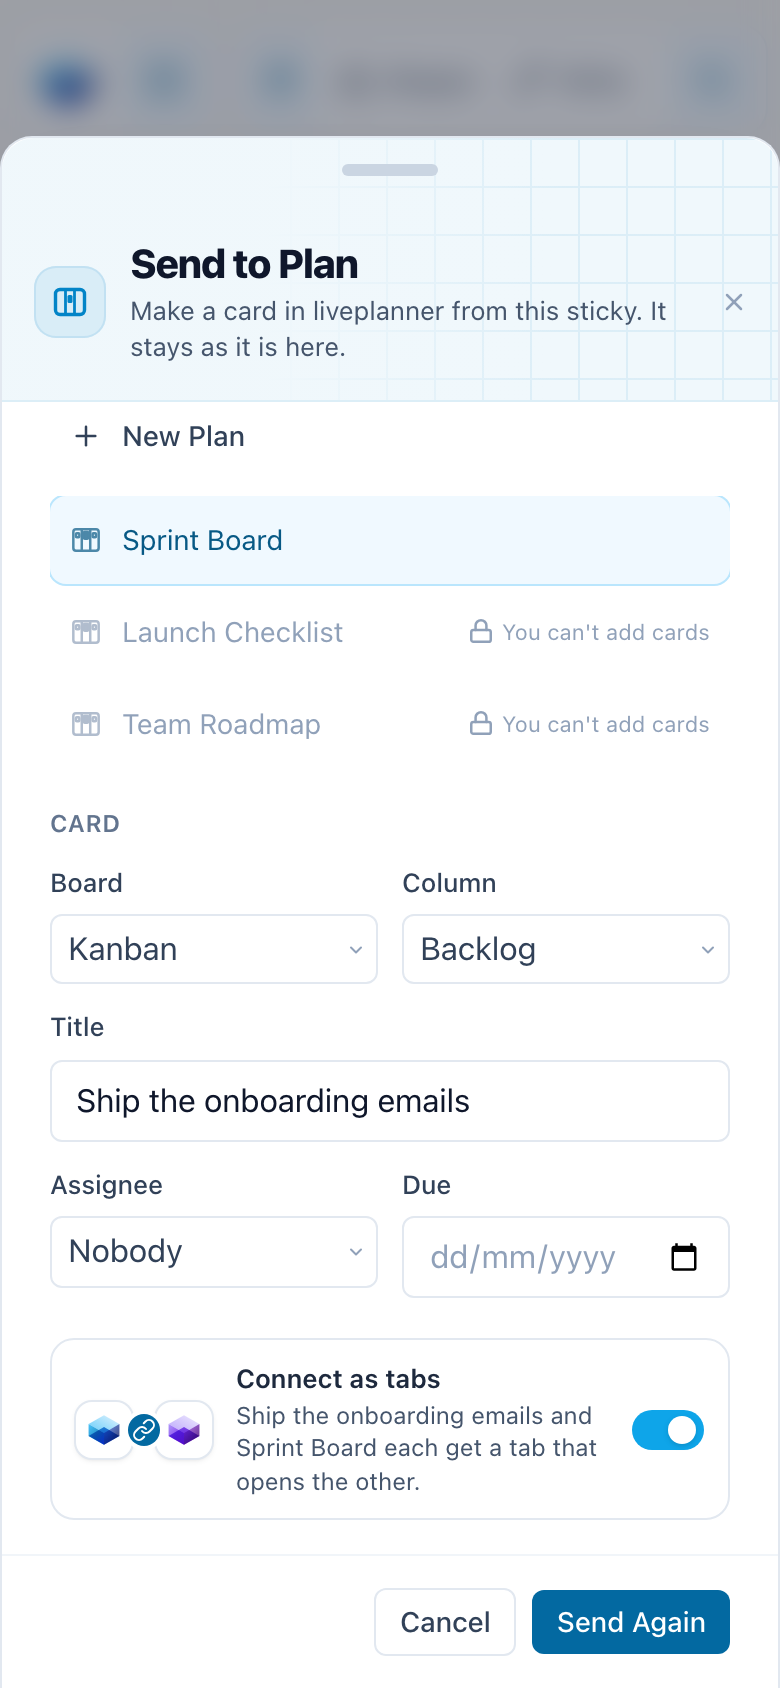 Send to Plan
Make a card in liveplanner from this sticky. It
stays as it is here.
New Plan
Sprint Board
Launch Checklist
You can't add cards
Team Roadmap
You can't add cards
CARD
Board
Column
Kanban
Backlog
Title
Ship the onboarding emails
Assignee
Due
Nobody
dd/mm/yyyy
Connect as tabs
Ship the onboarding emails and
Sprint Board each get a tab that
opens the other.
Cancel
Send Again